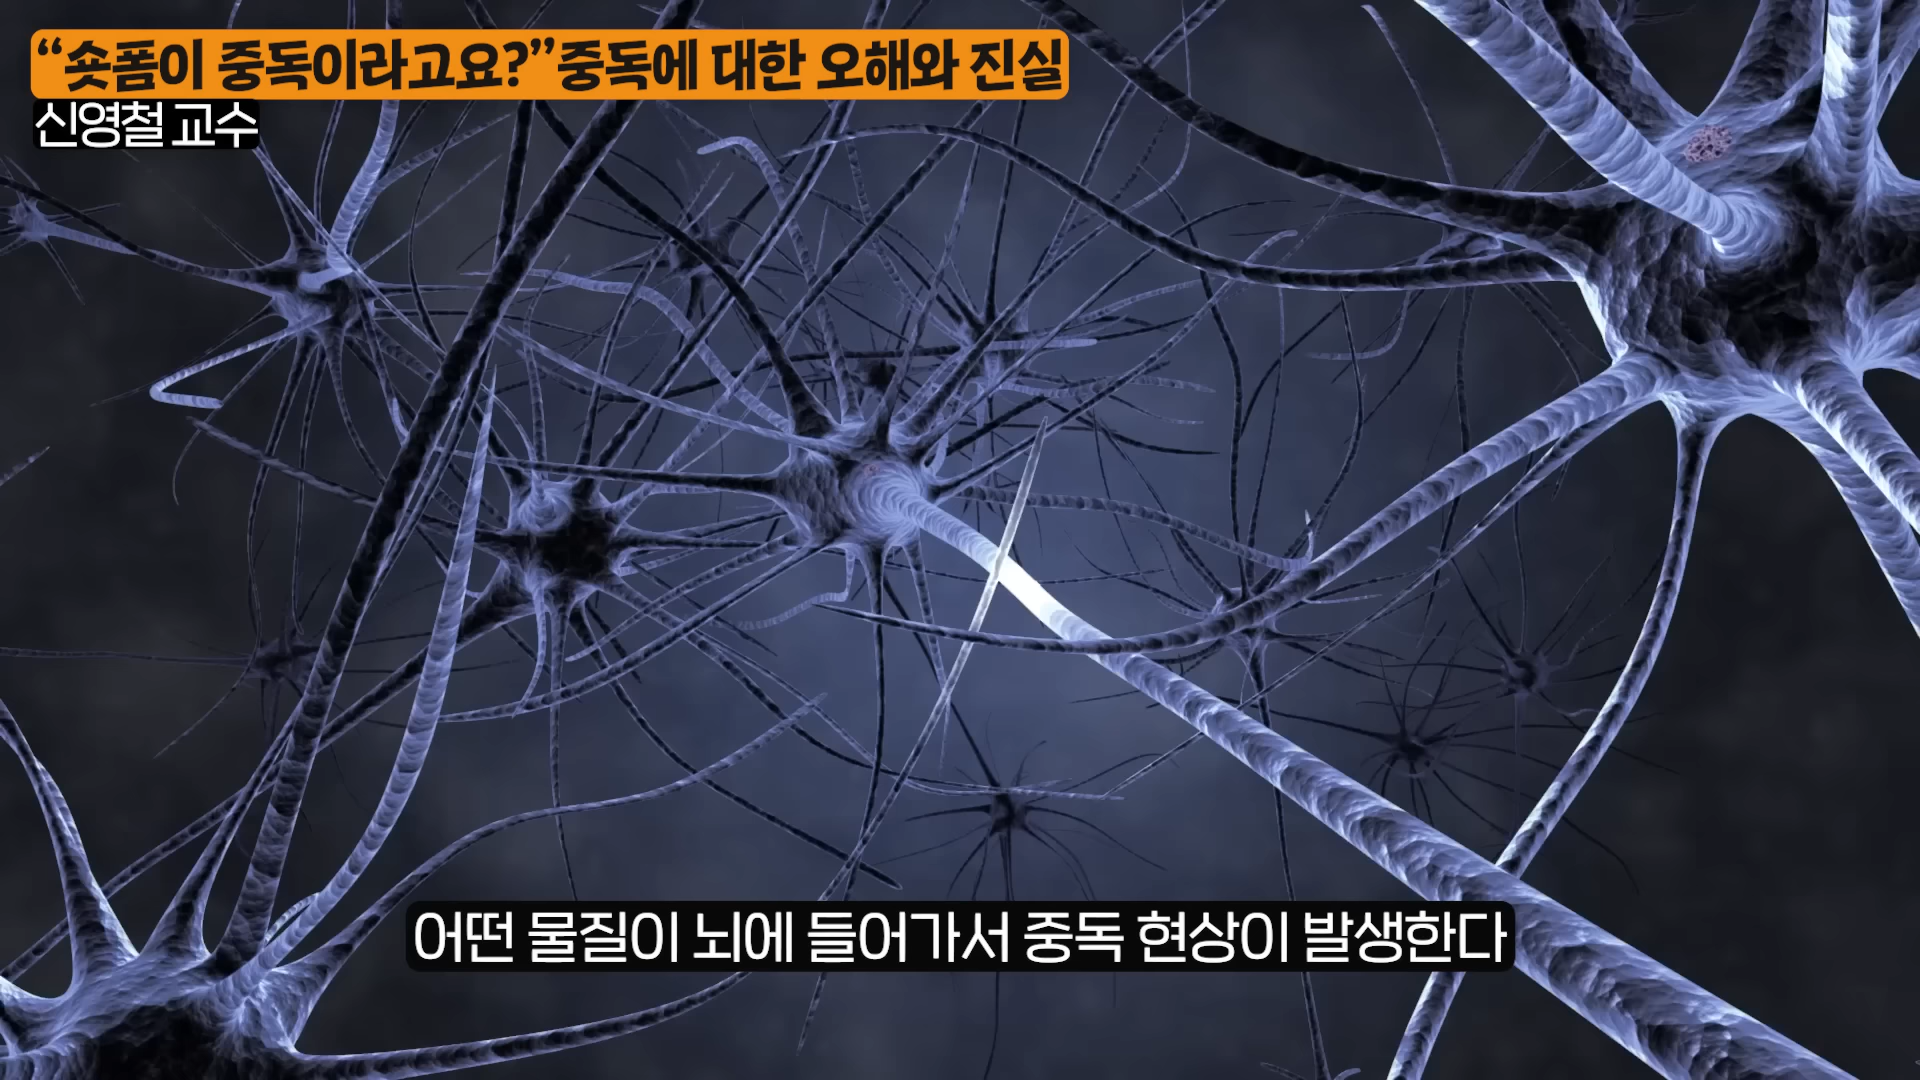 “숏폼이 중독이라고요?”중독에 대한 오해와 진실
신영철 교수
어떤 물질이 뇌에 들어가서 중독 현상이 발생한다